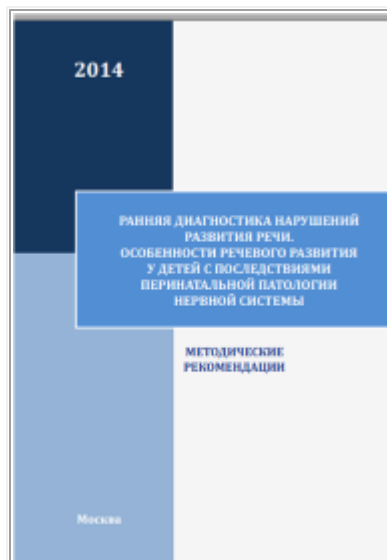 2014
РАННЯЯ ДИАГНОСТИКА НАРУШЕНИЙ
РАЗВИТИЯ РЕЧИ.
ОСОБЕННОСТИ РЕЧЕВОГО РАЗВИТИЯ
У ДЕТЕЙ С ПОСЛЕДСТВИЯМИ
ПЕРИНАТАЛЬНОЙ ПАТОЛОГИИ
НЕРВНОЙ СИСТЕМЫ
МЕТОДИЧЕСКИЕ
РЕКОМЕНДАЦИИ
Москва